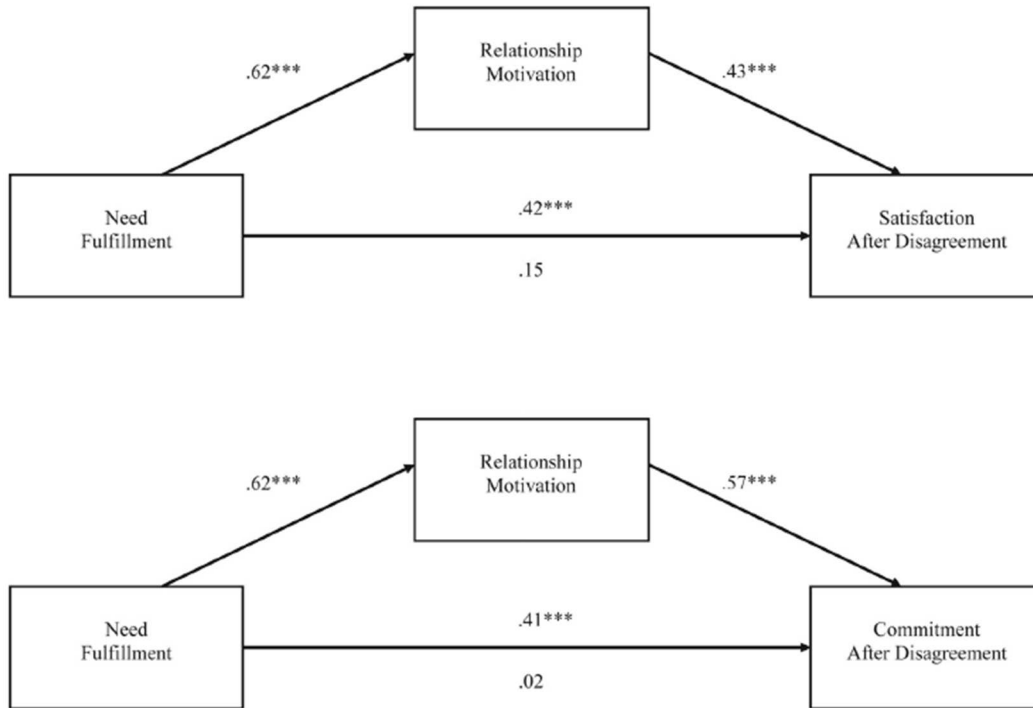 Relationship
Motivation
.62***
.43***
Need
Fulfillment
.42***
.15
Satisfaction
After Disagreement
Relationship
Motivation
.62***
.57***
Need
Fulfillment
.41***
.02
Commitment
After Disagreement